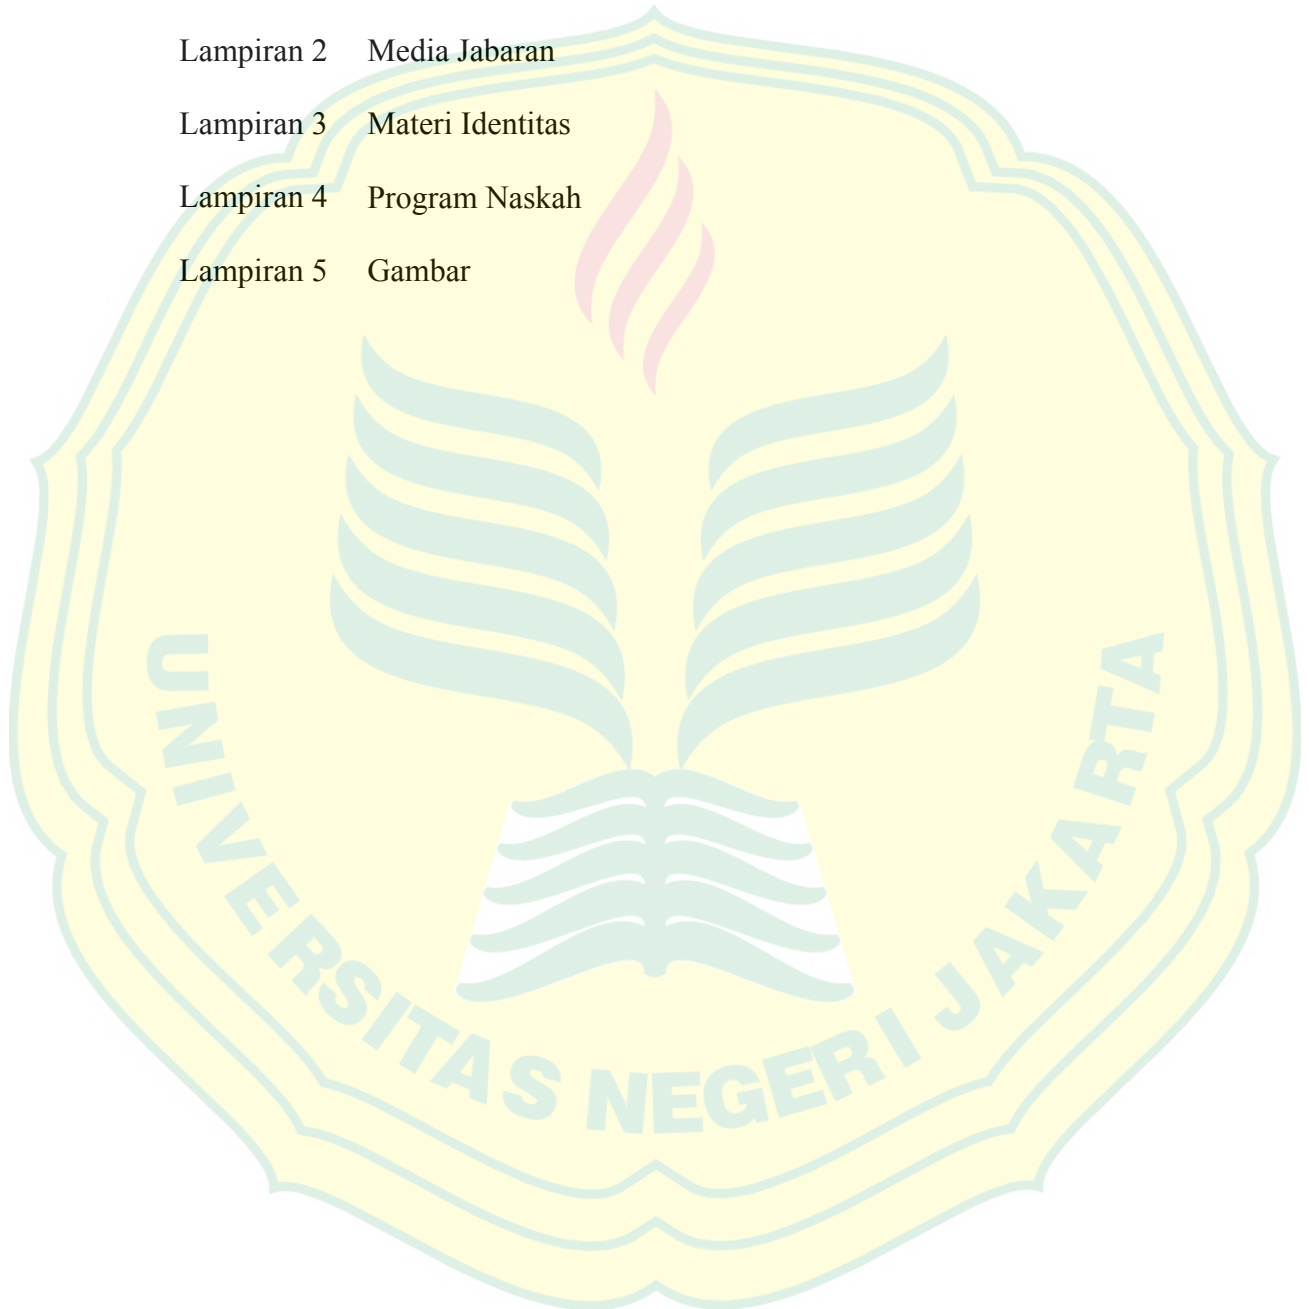 Lampiran 2 Media Jabaran
Lampiran 3 Materi Identitas
Lampiran 4 Program Naskah
Lampiran 5 Gambar
UNIVERSITAS NEGERI JAKARTA